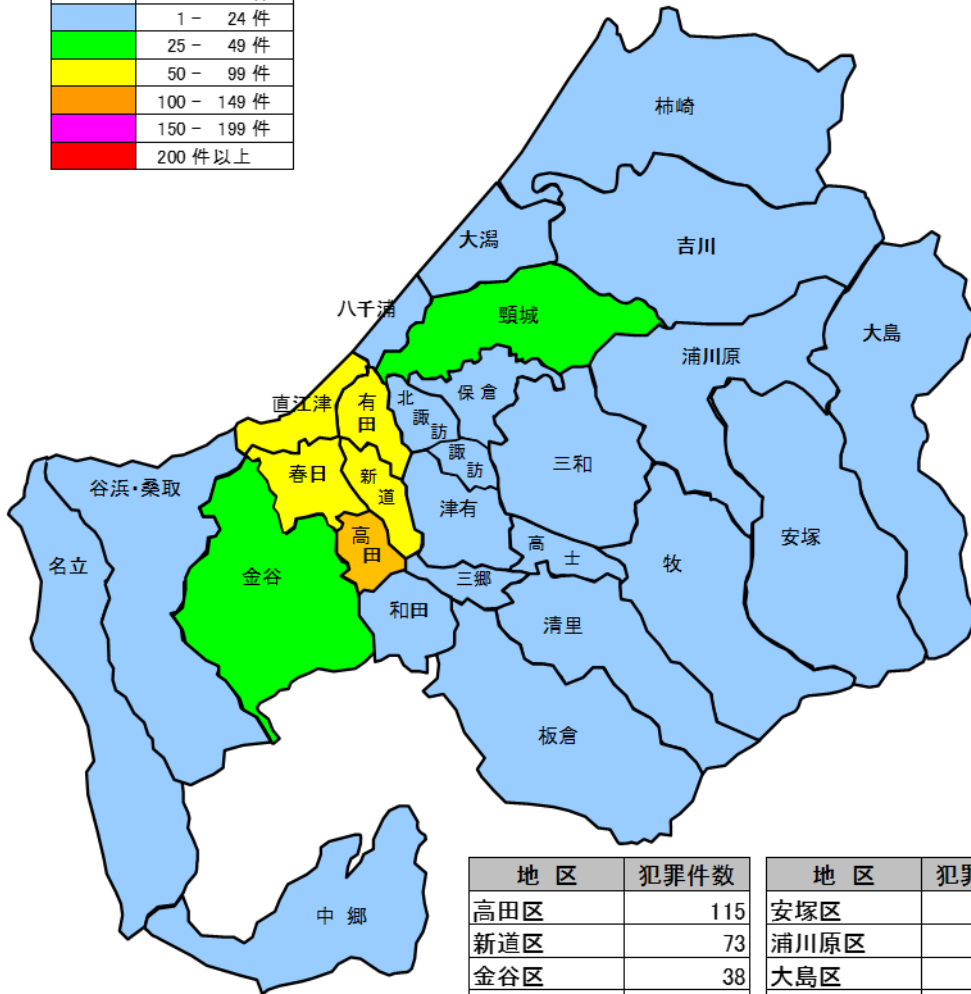 1 - 24 件
25 - 49 件
50 - 99 件
100 - 149 件
150 - 199 件
200 件以上
柿崎
大潟
吉川
八千浦
頸城
大島
浦川原
直江津
有田
北諏訪
保倉
春日
新道
諏訪
三和
谷浜・桑取
津有
高田
高士
安塚
名立
金谷
三郷
牧
和田
清里
板倉
中郷
地区 犯罪件数 地区 犯罪
高田区 115 安塚区
新道区 73 浦川原区
金谷区 38 大島区